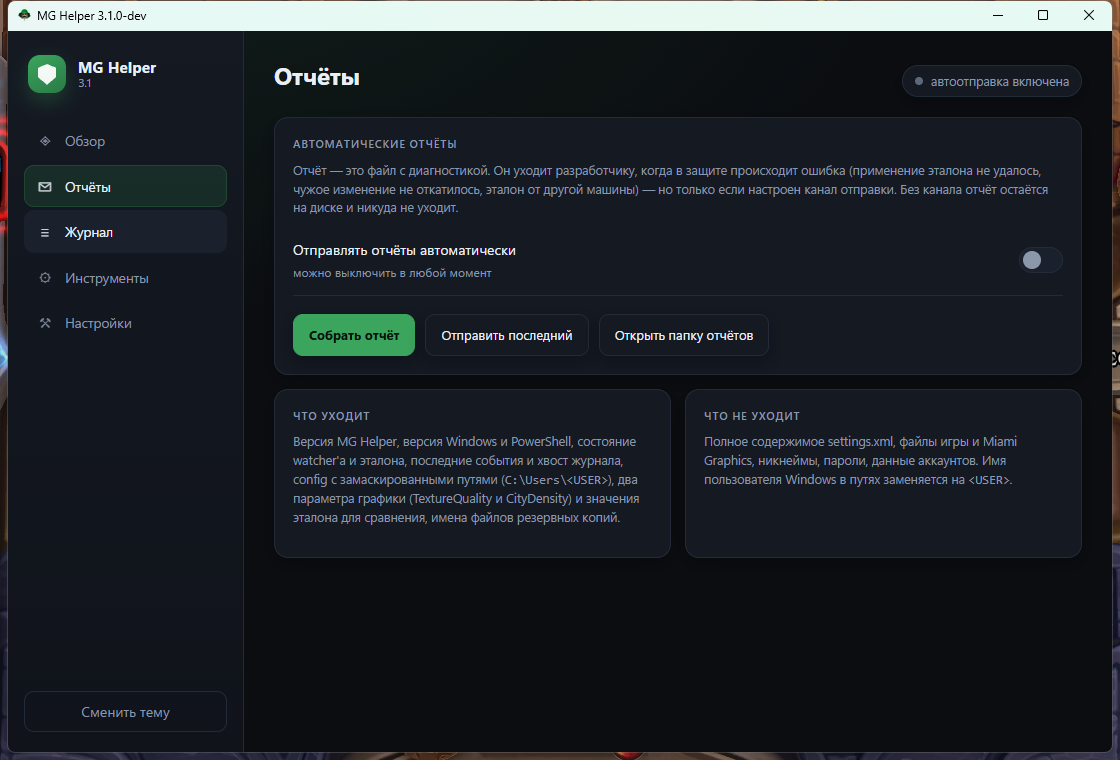 MG Helper 3.1.0-dev
MG Helper
3.1
Обзор
Отчёты
Журнал
Инструменты
Настройки
Сменить тему
Отчёты
автоотправка включена
АВТОМАТИЧЕСКИЕ ОТЧЁТЫ
Отчёт — это файл с диагностикой. Он уходит разработчику, когда в защите происходит ошибка (применение эталона не удалось,
чужое изменение не откатилось, эталон от другой машины) — но только если настроен канал отправки. Без канала отчёт остаётся
на диске и никуда не уходит.
Отправлять отчёты автоматически
можно выключить в любой момент
Собрать отчёт
Отправить последний
Открыть папку отчётов
ЧТО УХОДИТ
Версия MG Helper, версия Windows и PowerShell, состояние
watcher'а и эталона, последние события и хвост журнала,
config с замаскированными путями (C:\Users\<USER>), два
параметра графики (TextureQuality и CityDensity) и значения
эталона для сравнения, имена файлов резервных копий.
ЧТО НЕ УХОДИТ
Полное содержимое settings.xml, файлы игры и Miami
Graphics, никнеймы, пароли, данные аккаунтов. Имя
пользователя Windows в путях заменяется на <USER>.